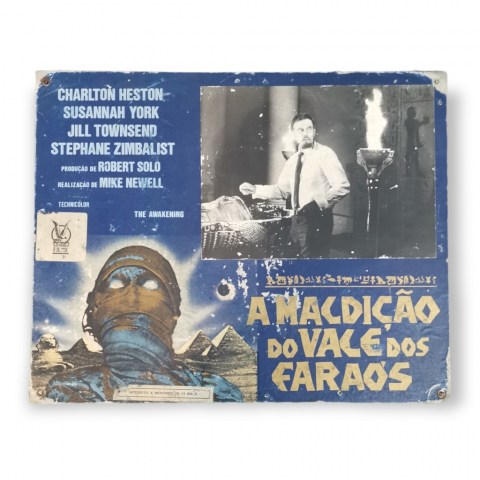 CHARLTON HESTON
SUSANNAH YORK
JILL TOWNSEND
STEPHANE ZIMBALIST
PRODUÇÃO DE ROBERT SOLO
REALIZAÇÃO DE MIKE NEWELL
TECHNICOLOR
THE AWAKENING
A MALDIÇÃO
DO VALE DOS
FARAÓS